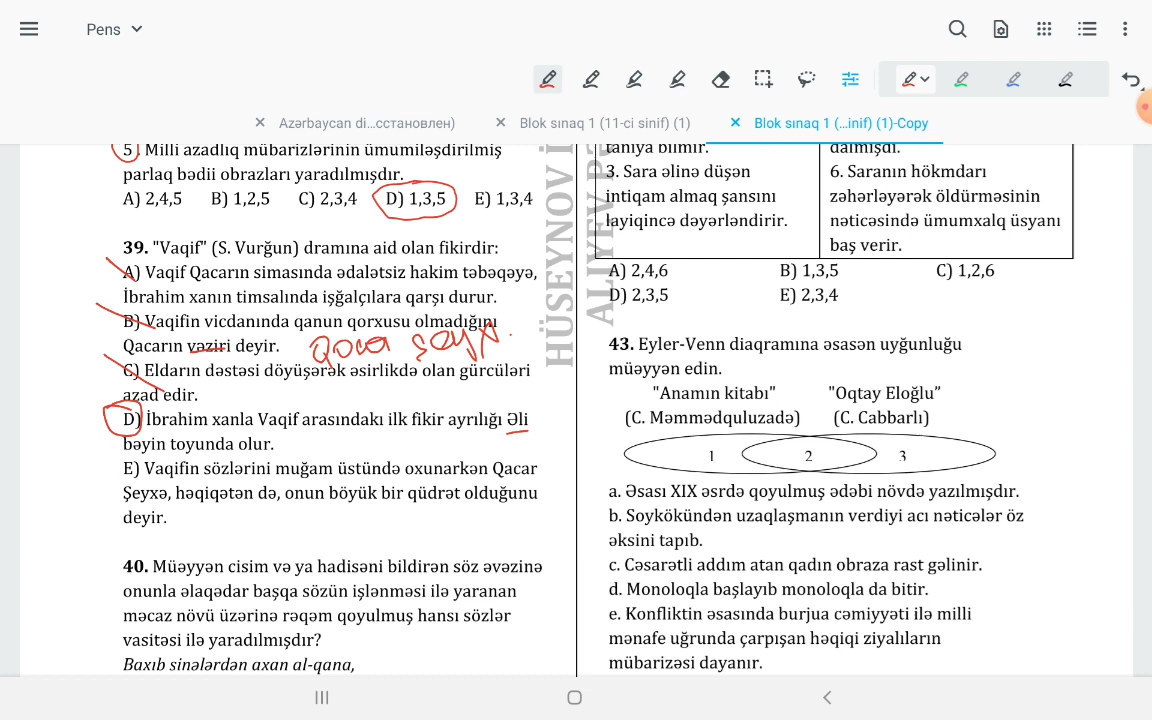 Pens
Azərbaycan di...сстановлен)
Blok sınaq 1 (11-ci sinif) (1)
Blok sınaq 1 (...inif) (1)-Copy
5. Milli azadlıq mübarizlərinin ümumiləşdirilmiş
parlaq bədii obrazları yaradılmışdır.
A) 2,4,5 B) 1,2,5 C) 2,3,4 D) 1,3,5 E) 1,3,4
39. "Vaqif" (S. Vurğun) dramına aid olan fikirdir:
A) Vaqif Qacarın simasında ədalətsiz hakim təbəqəyə,
İbrahim xanın timsalında işğalçılara qarşı durur.
B) Vaqifin vicdanında qanun qorxusu olmadığını
Qacarın vəziri deyir.
Qoca şeyx.
C) Eldarın dəstəsi döyüşərək əsirlikdə olan gürcüləri
azad edir.
D) İbrahim xanla Vaqif arasındakı ilk fikir ayrılığı Əli
bəyin toyunda olur.
E) Vaqifin sözlərini muğam üstündə oxunarkən Qacar
Şeyxə, həqiqətən də, onun böyük bir qüdrət olduğunu
deyir.
40. Müəyyən cisim və ya hadisəni bildirən söz əvəzinə
onunla əlaqədar başqa sözün işlənməsi ilə yaranan
məcaz növü üzərinə rəqəm qoyulmuş hansı sözlər
vasitəsi ilə yaradılmışdır?
Baxıb sinələrdən axan al-qana,
HÜSEYNOV İ
ALIYEV P
tanıya bilmir.
3. Sara əlinə düşən
intiqam almaq şansını
layiqincə dəyərləndirir.
dalmışdı.
6. Saranın hökmdarı
zəhərləyərək öldürməsinin
nəticəsində ümumxalq üsyanı
baş verir.
A) 2,4,6 B) 1,3,5 C) 1,2,6
D) 2,3,5 E) 2,3,4
43. Eyler-Venn diaqramına əsasən uyğunluğu
müəyyən edin.
"Anamın kitabı" "Oqtay Eloğlu”
(C. Məmmədquluzadə) (C. Cabbarlı)
1 2 3
a. Əsası XIX əsrdə qoyulmuş ədəbi növdə yazılmışdır.
b. Soykökündən uzaqlaşmanın verdiyi acı nəticələr öz
əksini tapıb.
c. Cəsarətli addım atan qadın obraza rast gəlinir.
d. Monoloqla başlayıb monoloqla da bitir.
e. Konfliktin əsasında burjua cəmiyyəti ilə milli
mənafe uğrunda çarpışan həqiqi ziyalıların
mübarizəsi dayanır.